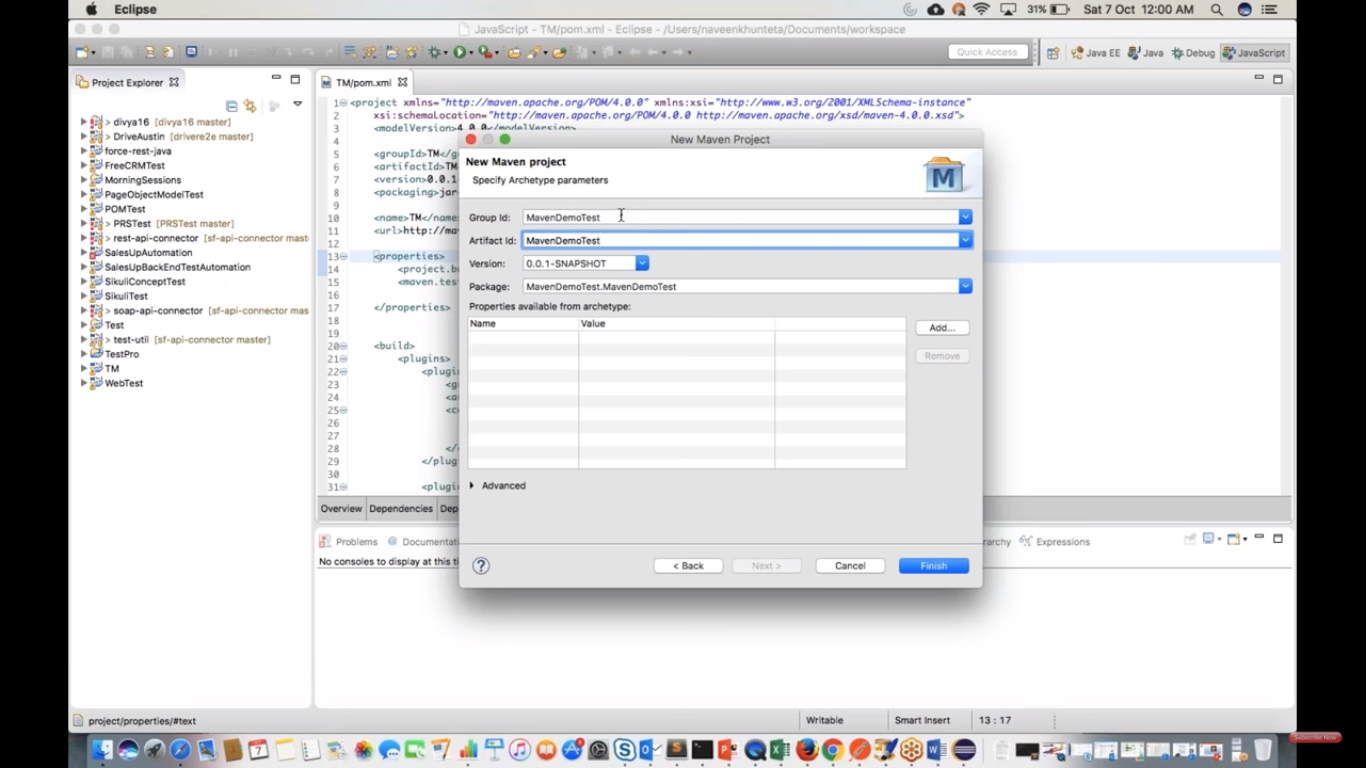 Eclipse
31%
Sat 7 Oct 12:00 AM
JavaScript - TM/pom.xml - Eclipse - /Users/naveenkhunteta/Documents/workspace
Quick Access
Java EE
Java
Debug
JavaScript
Project Explorer
TM/pom.xml
> divya16 [divya16 master]
> DriveAustin [drivere2e master]
force-rest-java
FreeCRMTest
MorningSessions
PageObjectModelTest
POMTest
> PRSTest [PRSTest master]
> rest-api-connector [sf-api-connector mast
SalesUpAutomation
SalesUpBackEndTestAutomation
SikuliConceptTest
SikuliTest
> soap-api-connector [sf-api-connector mas
Test
> test-util [sf-api-connector master]
TestPro
TM
WebTest
1 <project xmlns="http://maven.apache.org/POM/4.0.0" xmlns:xsi="http://www.w3.org/2001/XMLSchema-instance"
2 xsi:schemaLocation="http://maven.apache.org/POM/4.0.0 http://maven.apache.org/xsd/maven-4.0.0.xsd">
3 <modelVersion>4.0.0</modelVersion>
4
5 <groupId>TM</g
6 <artifactId>TM
7 <version>0.0.1
8 <packaging>jar
9
10 <name>TM</name
11 <url>http://ma
12
13 <properties>
14 <project.bu
15 <maven.tes
16
17 </properties>
18
19
20 <build>
21 <plugins>
22 <plugin
23 <g
24 <a
25 <c
26
27
28 </
29 </plug
30
31 <plugi
Overview
Dependencies
Dep
New Maven Project
New Maven project
Specify Archetype parameters
M
Group Id: MavenDemoTest
Artifact Id: MavenDemoTest
Version: 0.0.1-SNAPSHOT
Package: MavenDemoTest.MavenDemoTest
Properties available from archetype:
Name
Value
Add...
Remove
Advanced
?
< Back
Next >
Cancel
Finish
Problems
Documentati
rarchy
Expressions
No consoles to display at this ti
project/properties/#text
Writable
Smart Insert
13 : 17
Subscribe Now